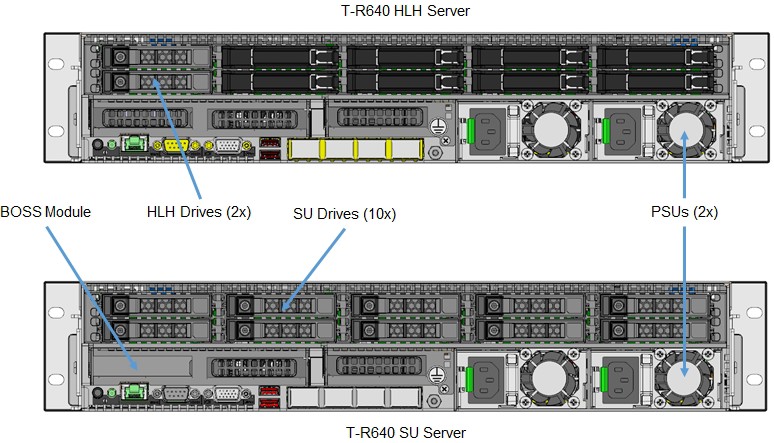 T-R640 HLH Server
BOSS Module
HLH Drives (2x)
SU Drives (10x)
PSUs (2x)
T-R640 SU Server